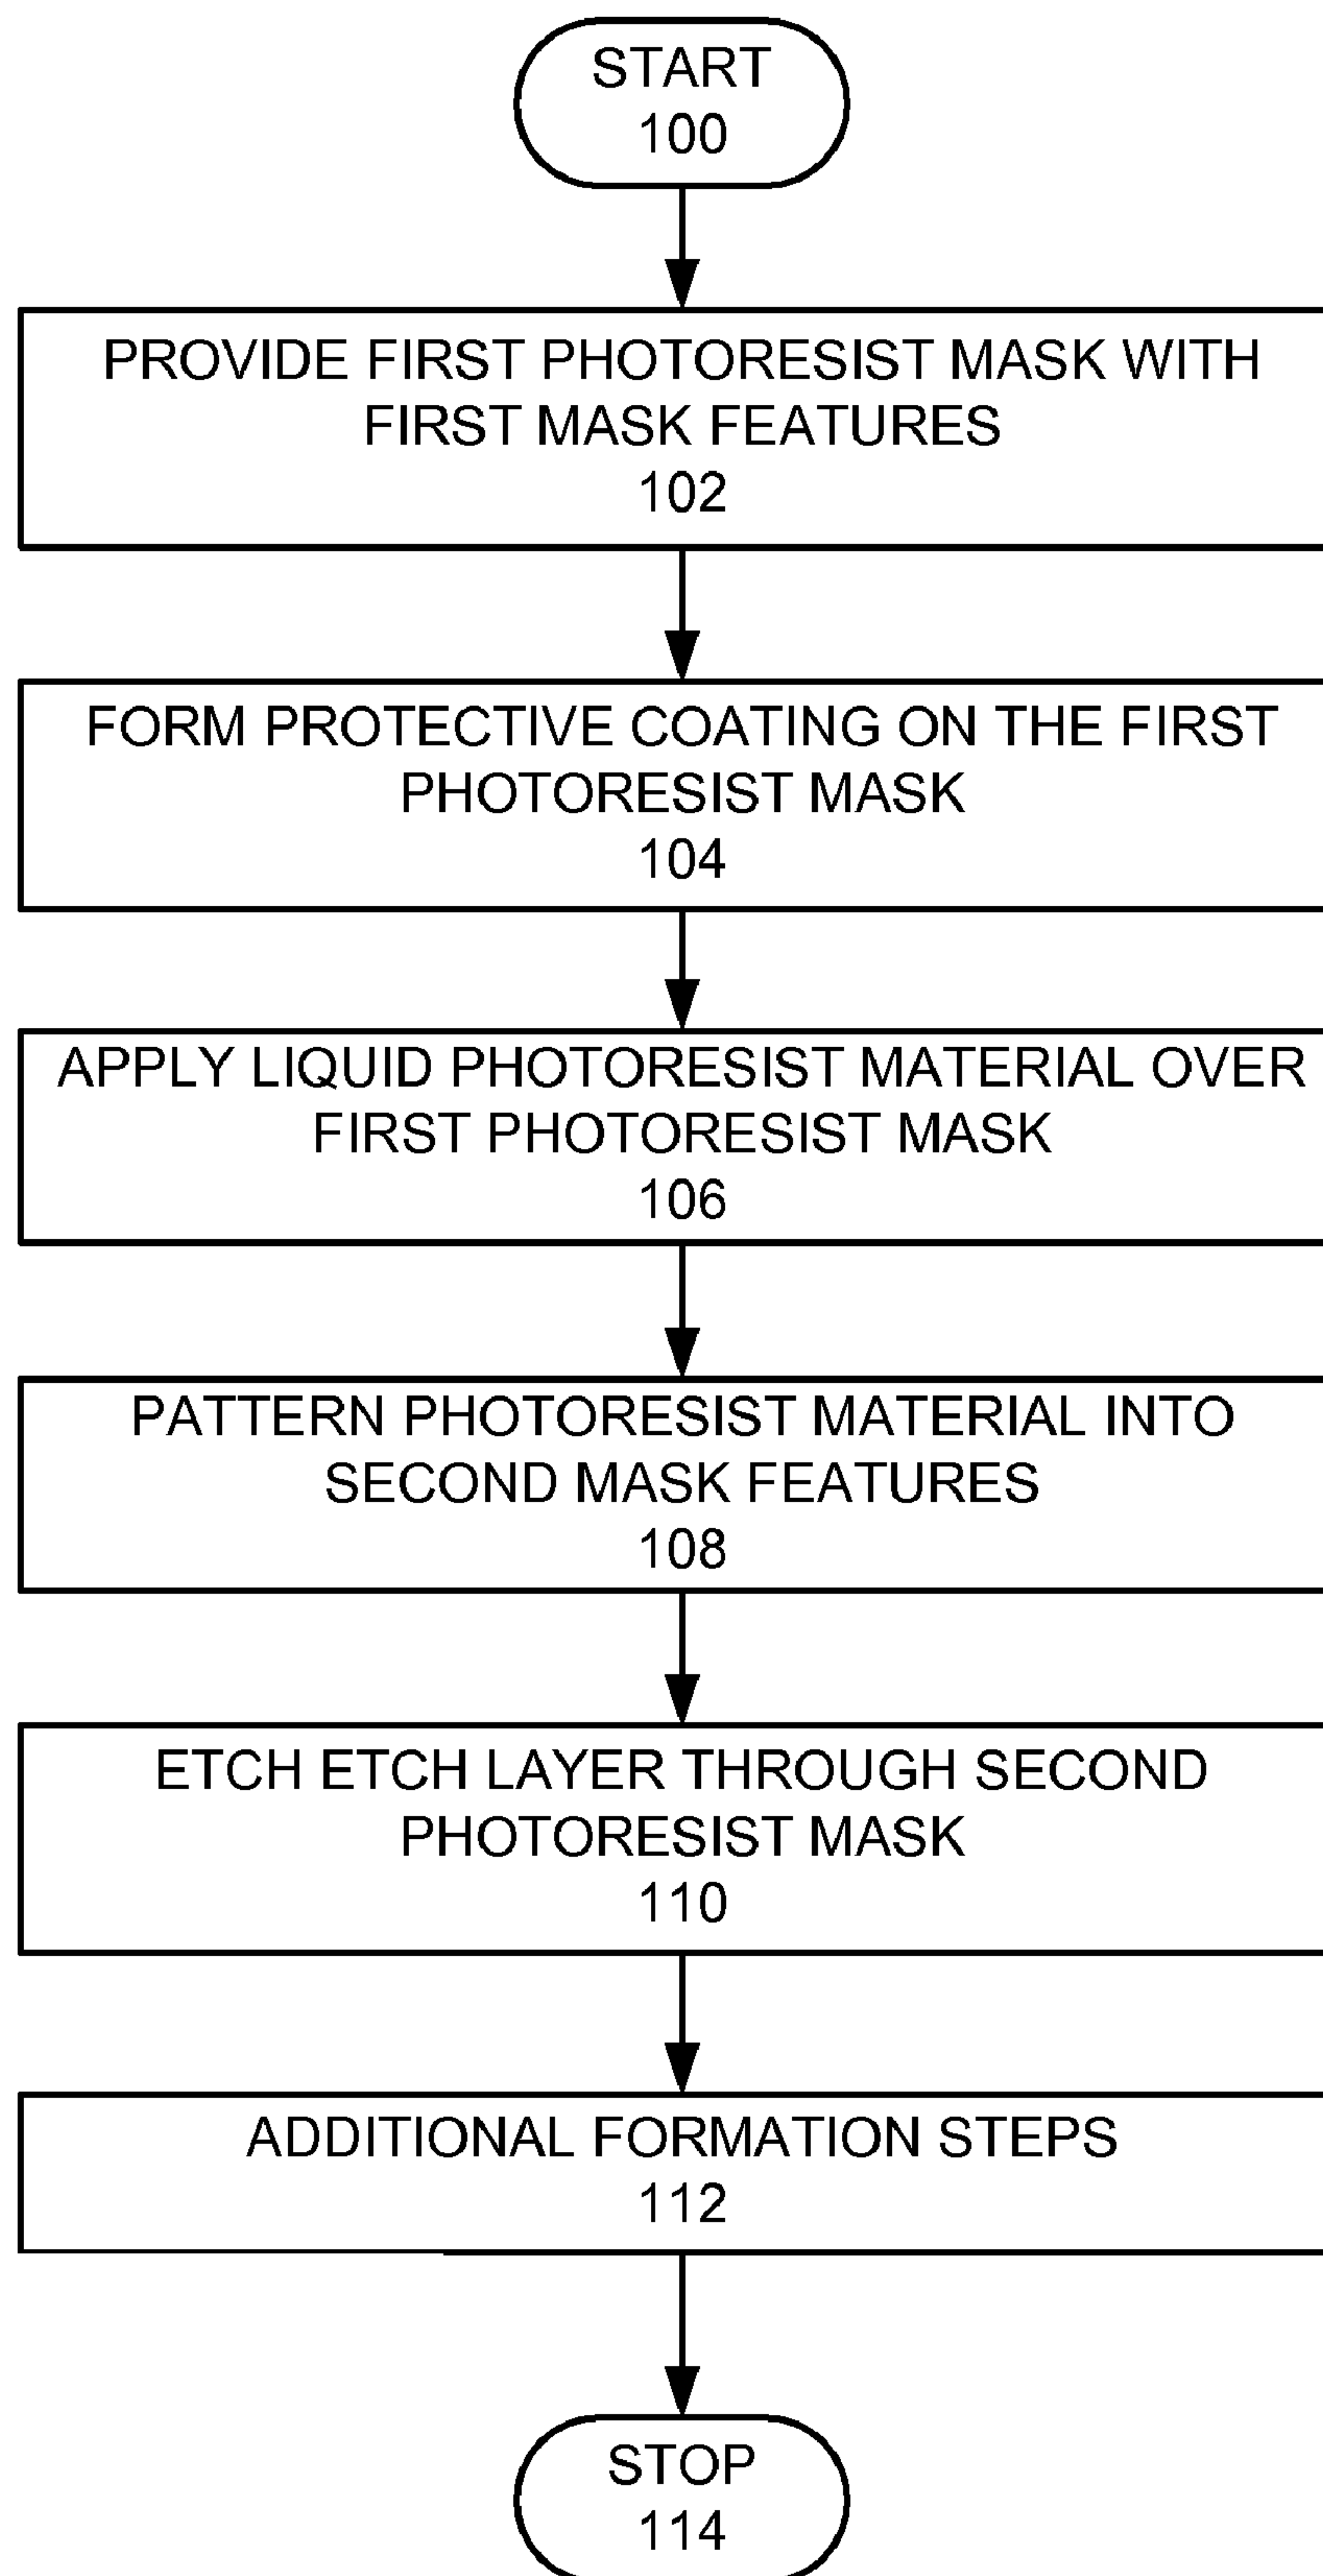 START
100
PROVIDE FIRST PHOTORESIST MASK WITH
FIRST MASK FEATURES
102
FORM PROTECTIVE COATING ON THE FIRST
PHOTORESIST MASK
104
APPLY LIQUID PHOTORESIST MATERIAL OVER
FIRST PHOTORESIST MASK
106
PATTERN PHOTORESIST MATERIAL INTO
SECOND MASK FEATURES
108
ETCH ETCH LAYER THROUGH SECOND
PHOTORESIST MASK
110
ADDITIONAL FORMATION STEPS
112
STOP
114